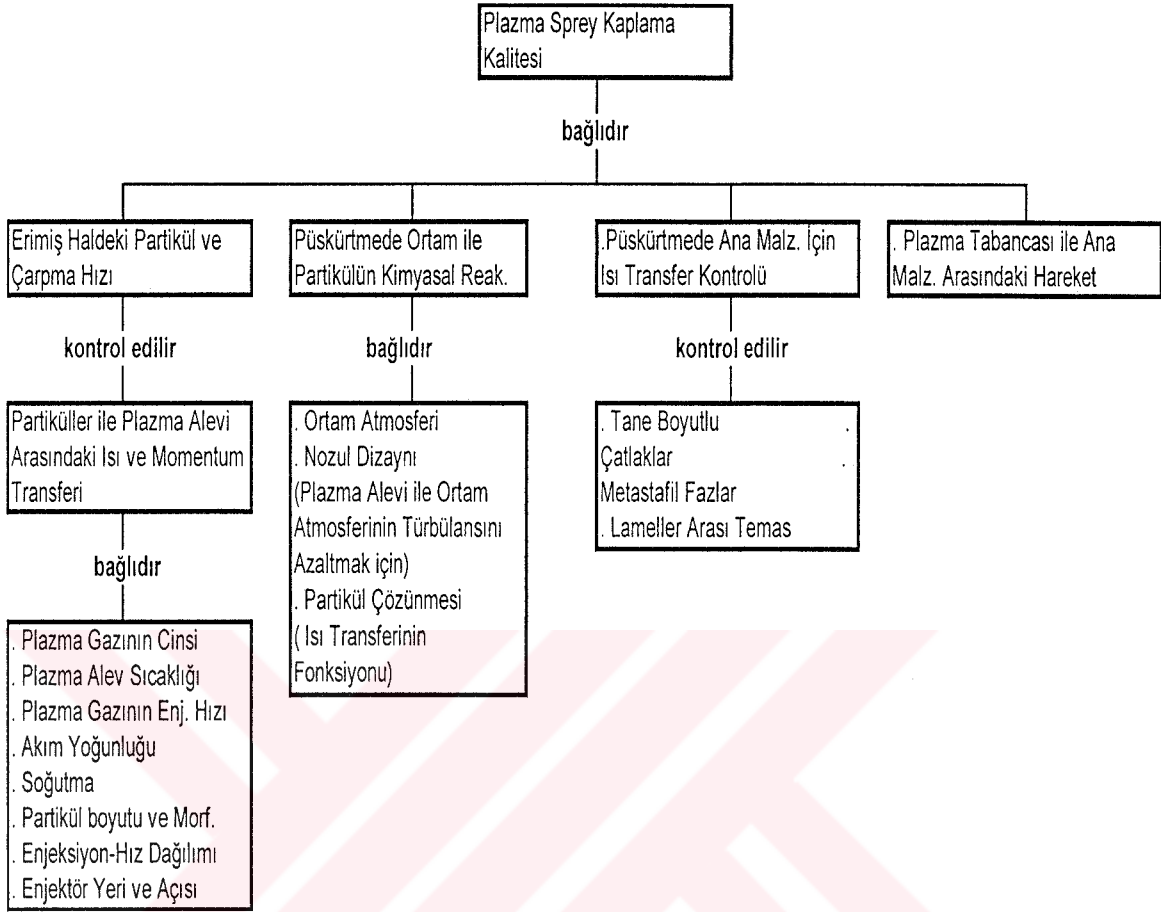 Plazma Sprey Kaplama
Kalitesi
bağlıdır
Erimiş Haldeki Partikül ve
Çarpma Hızı
Püskürtmede Ortam ile
Partikülün Kimyasal Reak.
.Püskürtmede Ana Malz. İçin
Isı Transfer Kontrolü
. Plazma Tabancası ile Ana
Malz. Arasındaki Hareket
kontrol edilir
bağlıdır
kontrol edilir
Partiküller ile Plazma Alevi
Arasındaki Isı ve Momentum
Transferi
. Ortam Atmosferi
. Nozul Dizaynı
(Plazma Alevi ile Ortam
Atmosferinin Türbülansını
Azaltmak için)
. Partikül Çözünmesi
( Isı Transferinin
Fonksiyonu)
. Tane Boyutlu .
Çatlaklar .
Metastafil Fazlar
. Lameller Arası Temas
bağlıdır
. Plazma Gazının Cinsi
. Plazma Alev Sıcaklığı
. Plazma Gazının Enj. Hızı
. Akım Yoğunluğu
. Soğutma
. Partikül boyutu ve Morf.
. Enjeksiyon-Hız Dağılımı
. Enjektör Yeri ve Açısı